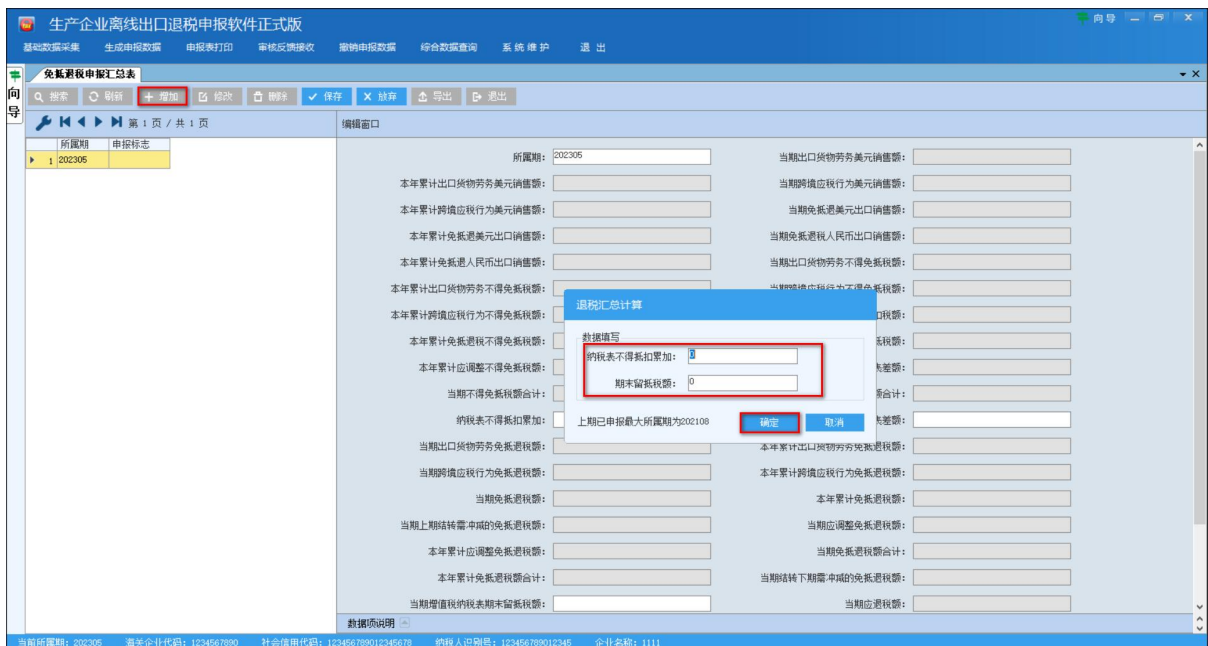 生产企业离线出口退税申报软件正式版
向导
基础数据采集 生成申报数据 申报表打印 审核反馈接收 撤销申报数据 综合数据查询 系统维护 退出
免抵退税申报汇总表
向导
搜索 刷新 增加 修改 删除 保存 放弃 导出 退出
第 1 页 / 共 1 页
编辑窗口
所属期 申报标志
1 202305
所属期: 202305 当期出口货物劳务美元销售额:
本年累计出口货物劳务美元销售额: 当期跨境应税行为美元销售额:
本年累计跨境应税行为美元销售额: 当期免抵退美元出口销售额:
本年累计免抵退美元出口销售额: 当期免抵退税人民币出口销售额:
本年累计免抵退人民币出口销售额: 当期出口货物劳务不得免抵税额:
本年累计出口货物劳务不得免抵税额: 当期跨境应税行为不得免抵税额:
本年累计跨境应税行为不得免抵税额: 扣税额:
本年累计免抵退税不得免抵税额: 抵税额:
本年累计应调整不得免抵税额: 差额:
当期不得免抵税额合计: 额合计:
纳税表不得抵扣累加: 差额:
退税汇总计算
数据填写
纳税表不得抵扣累加: 0
期末留抵税额: 0
上期已申报最大所属期为202108 确定 取消
当期出口货物劳务免抵退税额: 本年累计出口货物劳务免抵退税额:
当期跨境应税行为免抵退税额: 本年累计跨境应税行为免抵退税额:
当期免抵退税额: 本年累计免抵退税额:
当期上期结转需冲减的免抵退税额: 当期应调整免抵退税额:
本年累计应调整免抵退税额: 当期免抵退税额合计:
本年累计免抵退税额合计: 当期结转下期需冲减的免抵退税额:
当期增值税纳税表期末留抵税额: 当期应退税额:
数据项说明
当前所属期: 202305 海关企业代码: 1234567890 社会信用代码: 123456789012345678 纳税人识别号: 123456789012345 企业名称: 1111